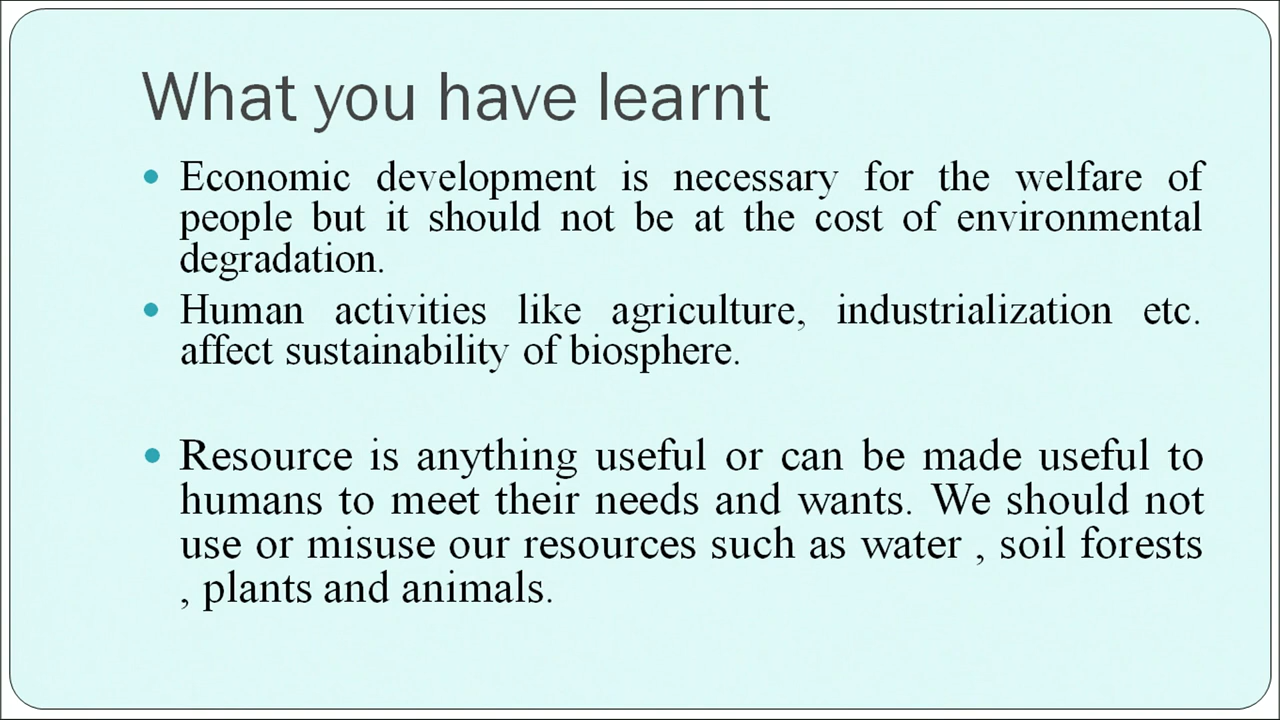 What you have learnt
• Economic development is necessary for the welfare of
people but it should not be at the cost of environmental
degradation.
• Human activities like agriculture, industrialization etc.
affect sustainability of biosphere.
• Resource is anything useful or can be made useful to
humans to meet their needs and wants. We should not
use or misuse our resources such as water , soil forests
, plants and animals.